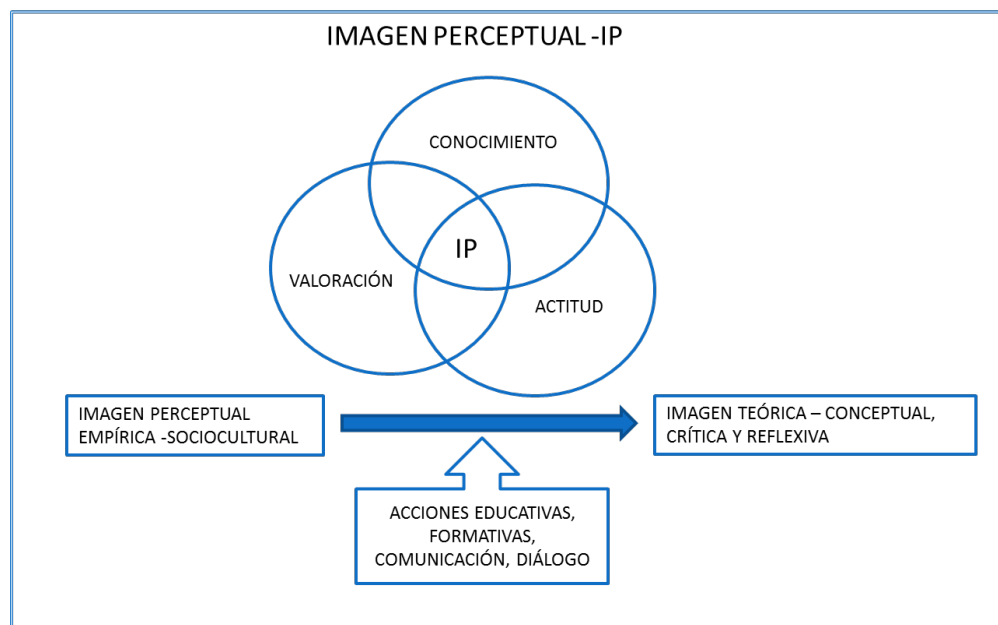 IMAGEN PERCEPTUAL -IP
CONOCIMIENTO
IP
VALORACIÓN
ACTITUD
IMAGEN PERCEPTUAL
EMPÍRICA -SOCIOCULTURAL
IMAGEN TEÓRICA – CONCEPTUAL,
CRÍTICA Y REFLEXIVA
ACCIONES EDUCATIVAS,
FORMATIVAS,
COMUNICACIÓN, DIÁLOGO